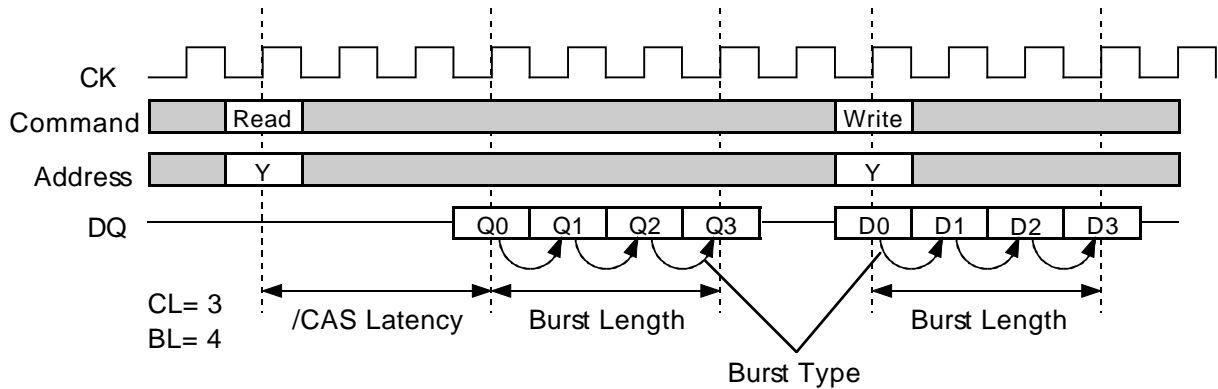 CK
Command Read Write
Address Y Y
DQ Q0 Q1 Q2 Q3 D0 D1 D2 D3
CL= 3 /CAS Latency Burst Length Burst Length
BL= 4
Burst Type